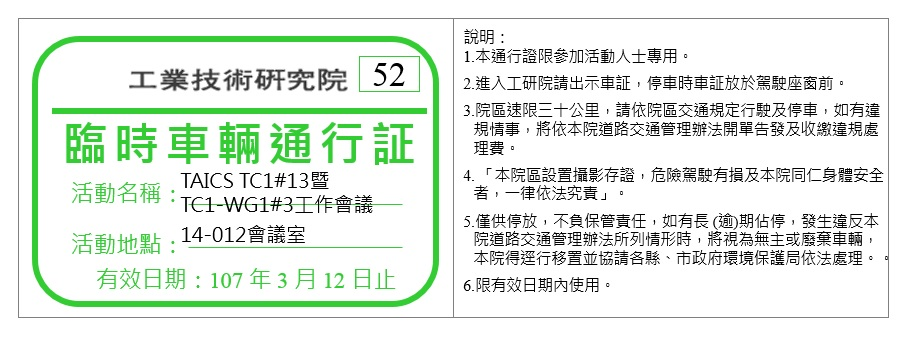 工業技術研究院 52
臨時車輛通行証
活動名稱：TAICS TC1#13暨
TC1-WG1#3工作會議
活動地點：14-012會議室
有效日期：107 年 3 月 12 日止
說明：
1.本通行證限參加活動人士專用。
2.進入工研院請出示車証，停車時車証放於駕駛座窗前。
3.院區速限三十公里，請依院區交通規定行駛及停車，如有違
規情事，將依本院道路交通管理辦法開單告發及收繳違規處
理費。
4.「本院區設置攝影存證，危險駕駛有損及本院同仁身體安全
者，一律依法究責」。
5.僅供停放，不負保管責任，如有長 (逾)期佔停，發生違反本
院道路交通管理辦法所列情形時，將視為無主或廢棄車輛，
本院得逕行移置並協請各縣、市政府環境保護局依法處理。。
6.限有效日期內使用。